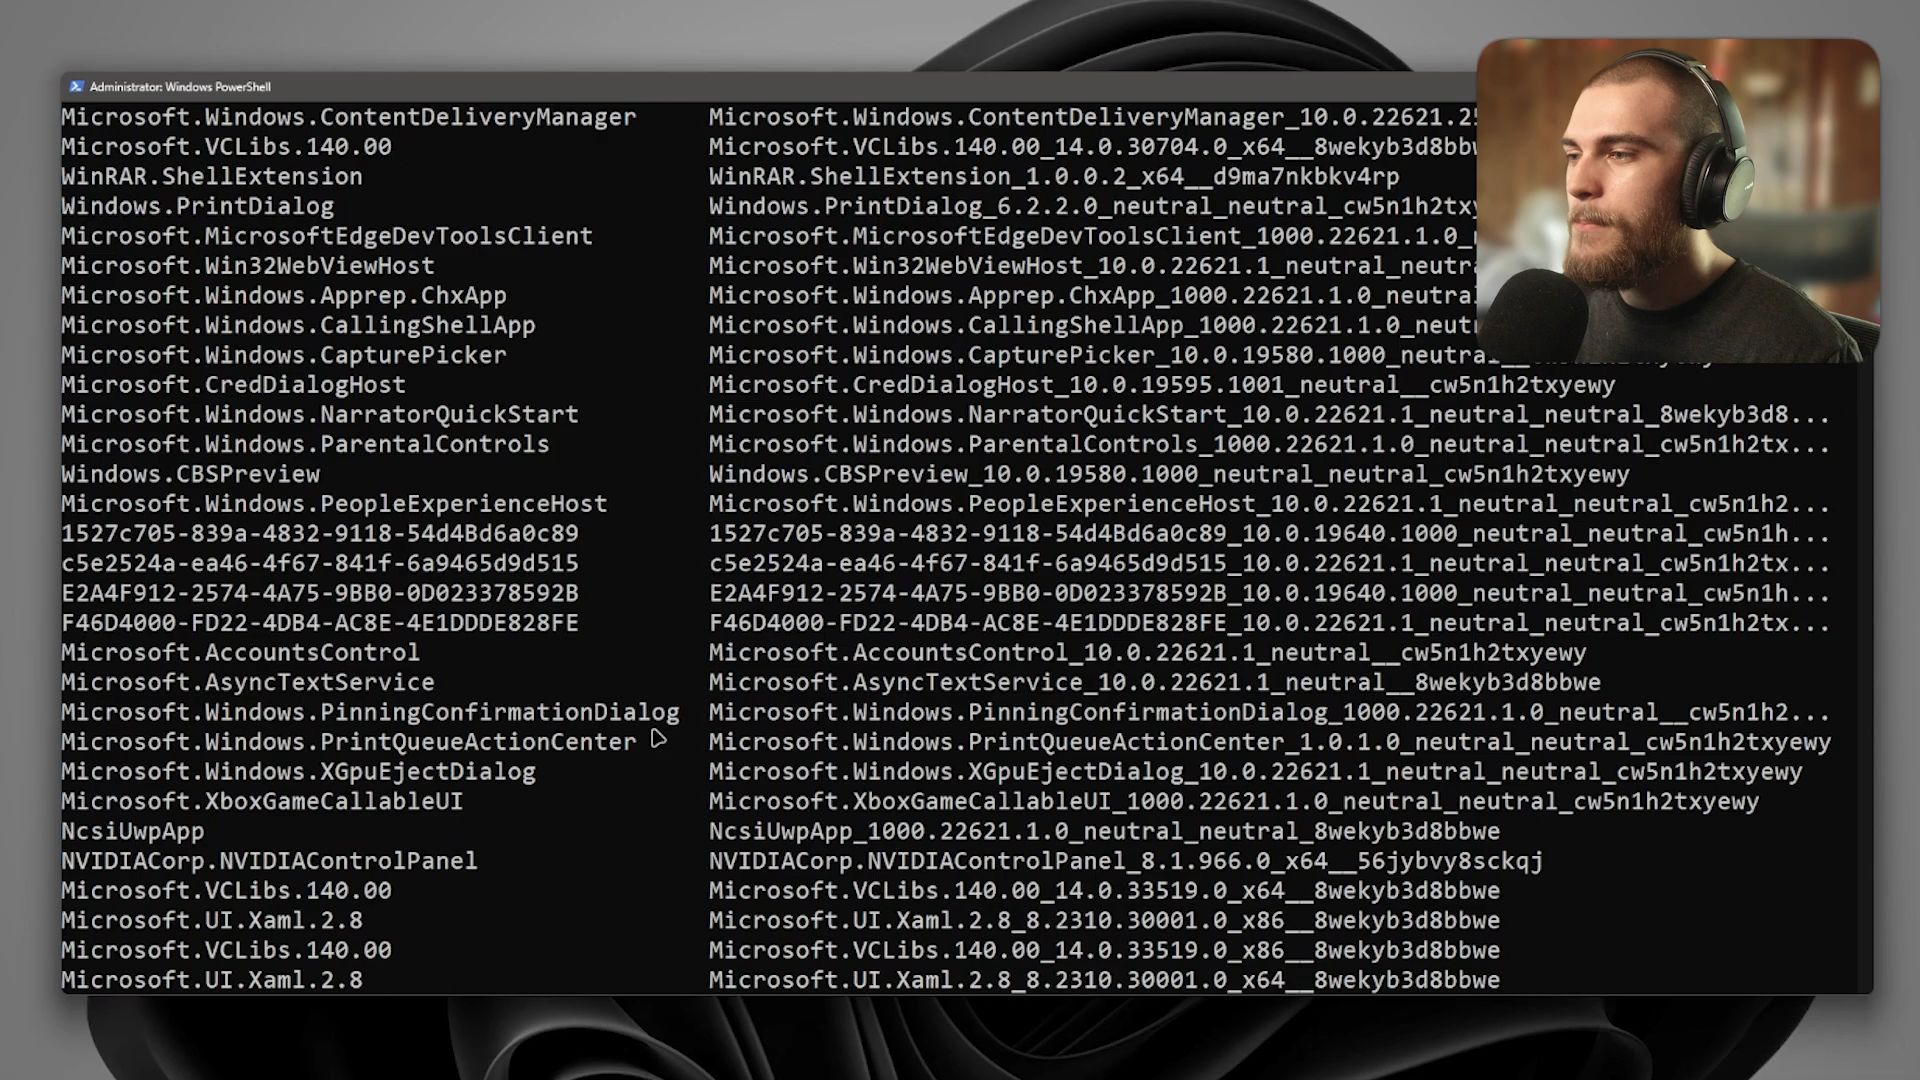 Administrator: Windows PowerShell
Microsoft.Windows.ContentDeliveryManager Microsoft.Windows.ContentDeliveryManager_10.0.22621.25
Microsoft.VCLibs.140.00 Microsoft.VCLibs.140.00_14.0.30704.0_x64__8wekyb3d8bbw
WinRAR.ShellExtension WinRAR.ShellExtension_1.0.0.2_x64__d9ma7nkbkv4rp
Windows.PrintDialog Windows.PrintDialog_6.2.2.0_neutral_neutral_cw5n1h2txy
Microsoft.MicrosoftEdgeDevToolsClient Microsoft.MicrosoftEdgeDevToolsClient_1000.22621.1.0_
Microsoft.Win32WebViewHost Microsoft.Win32WebViewHost_10.0.22621.1_neutral_neutra
Microsoft.Windows.Apprep.ChxApp Microsoft.Windows.Apprep.ChxApp_1000.22621.1.0_neutra
Microsoft.Windows.CallingShellApp Microsoft.Windows.CallingShellApp_1000.22621.1.0_neut
Microsoft.Windows.CapturePicker Microsoft.Windows.CapturePicker_10.0.19580.1000_neutral__
Microsoft.CredDialogHost Microsoft.CredDialogHost_10.0.19595.1001_neutral__cw5n1h2txyewy
Microsoft.Windows.NarratorQuickStart Microsoft.Windows.NarratorQuickStart_10.0.22621.1_neutral_neutral_8wekyb3d8...
Microsoft.Windows.ParentalControls Microsoft.Windows.ParentalControls_1000.22621.1.0_neutral_neutral_cw5n1h2tx...
Windows.CBSPreview Windows.CBSPreview_10.0.19580.1000_neutral_neutral_cw5n1h2txyewy
Microsoft.Windows.PeopleExperienceHost Microsoft.Windows.PeopleExperienceHost_10.0.22621.1_neutral_neutral_cw5n1h2...
1527c705-839a-4832-9118-54d4Bd6a0c89 1527c705-839a-4832-9118-54d4Bd6a0c89_10.0.19640.1000_neutral_neutral_cw5n1h...
c5e2524a-ea46-4f67-841f-6a9465d9d515 c5e2524a-ea46-4f67-841f-6a9465d9d515_10.0.22621.1_neutral_neutral_cw5n1h2tx...
E2A4F912-2574-4A75-9BB0-0D023378592B E2A4F912-2574-4A75-9BB0-0D023378592B_10.0.19640.1000_neutral_neutral_cw5n1h...
F46D4000-FD22-4DB4-AC8E-4E1DDDE828FE F46D4000-FD22-4DB4-AC8E-4E1DDDE828FE_10.0.22621.1_neutral_neutral_cw5n1h2tx...
Microsoft.AccountsControl Microsoft.AccountsControl_10.0.22621.1_neutral__cw5n1h2txyewy
Microsoft.AsyncTextService Microsoft.AsyncTextService_10.0.22621.1_neutral__8wekyb3d8bbwe
Microsoft.Windows.PinningConfirmationDialog Microsoft.Windows.PinningConfirmationDialog_1000.22621.1.0_neutral__cw5n1h2...
Microsoft.Windows.PrintQueueActionCenter Microsoft.Windows.PrintQueueActionCenter_1.0.1.0_neutral_neutral_cw5n1h2txyewy
Microsoft.Windows.XGpuEjectDialog Microsoft.Windows.XGpuEjectDialog_10.0.22621.1_neutral_neutral_cw5n1h2txyewy
Microsoft.XboxGameCallableUI Microsoft.XboxGameCallableUI_1000.22621.1.0_neutral_neutral_cw5n1h2txyewy
NcsiUwpApp NcsiUwpApp_1000.22621.1.0_neutral_neutral_8wekyb3d8bbwe
NVIDIACorp.NVIDIAControlPanel NVIDIACorp.NVIDIAControlPanel_8.1.966.0_x64__56jybvy8sckqj
Microsoft.VCLibs.140.00 Microsoft.VCLibs.140.00_14.0.33519.0_x64__8wekyb3d8bbwe
Microsoft.UI.Xaml.2.8 Microsoft.UI.Xaml.2.8_8.2310.30001.0_x86__8wekyb3d8bbwe
Microsoft.VCLibs.140.00 Microsoft.VCLibs.140.00_14.0.33519.0_x86__8wekyb3d8bbwe
Microsoft.UI.Xaml.2.8 Microsoft.UI.Xaml.2.8_8.2310.30001.0_x64__8wekyb3d8bbwe